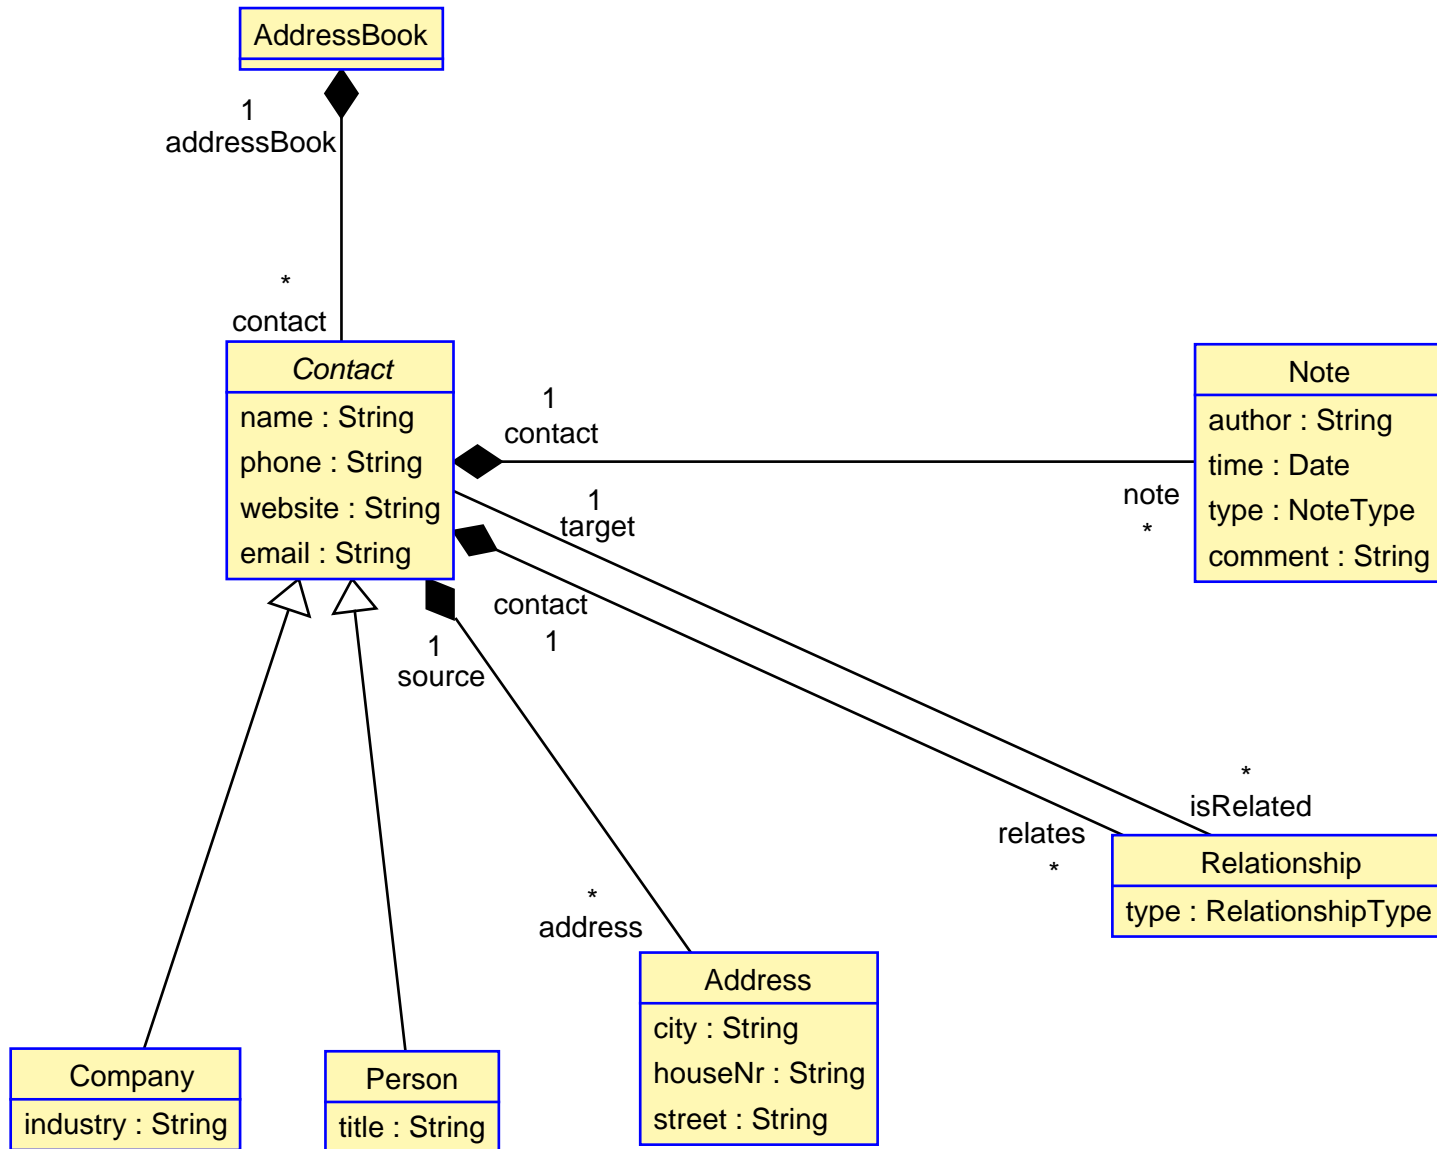 AddressBook
1
addressBook
*
contact
Contact
name : String
phone : String
website : String
email : String
1
contact
note
*
Note
author : String
time : Date
type : NoteType
comment : String
1
target
contact
1
1
source
*
isRelated
relates
*
Relationship
type : RelationshipType
*
address
Address
city : String
houseNr : String
street : String
Company
industry : String
Person
title : String